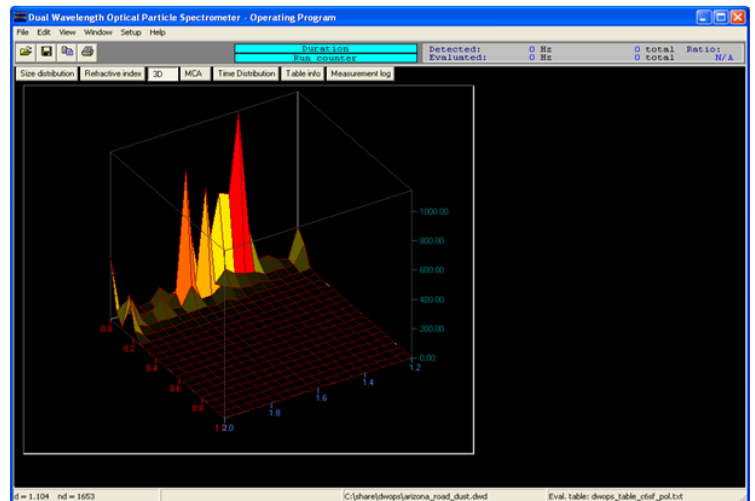 Dual Wavelength Optical Particle Spectrometer - Operating Program
File Edit View Window Setup Help
Duration
Run counter
Detected: 0 Hz 0 total Ratio:
Evaluated: 0 Hz 0 total N/A
Size distribution Refractive index 3D MCA Time Distribution Table info Measurement log
1000.00
800.00
600.00
400.00
200.00
0.00
0.0
0.2
0.4
0.6
0.8
2.0
1.8
1.6
1.4
1.2
d = 1.104 nd = 1653 C:\share\dwops\arizona_road_dust.dwd Eval. table: dwops_table_c6sf_pol.txt